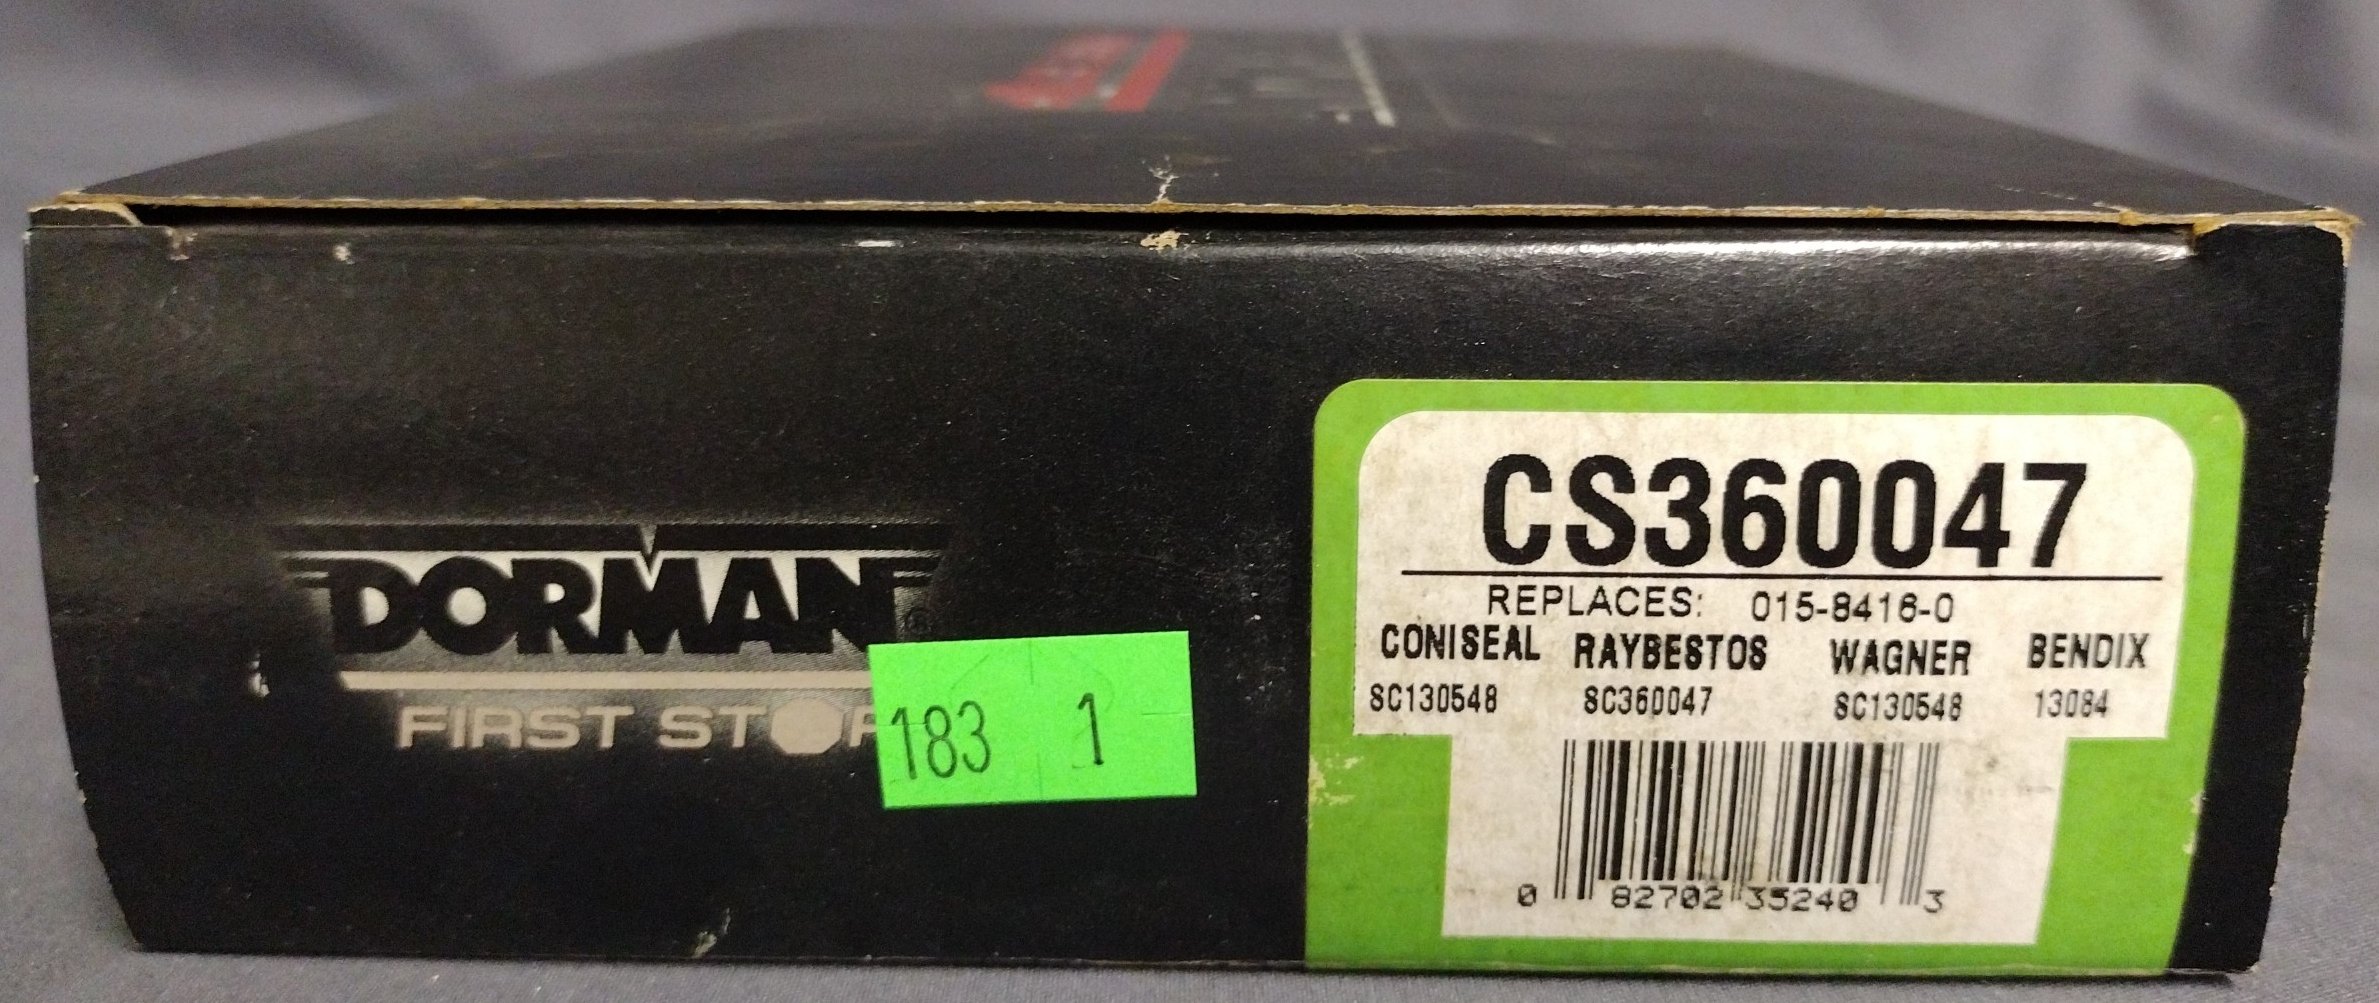 DORMAN®
FIRST STOP
183 1
CS360047
REPLACES: 015-8416-0
CONISEAL RAYBESTOS WAGNER BENDIX
SC130548 SC360047 SC130548 13084
0 82702 35240 3